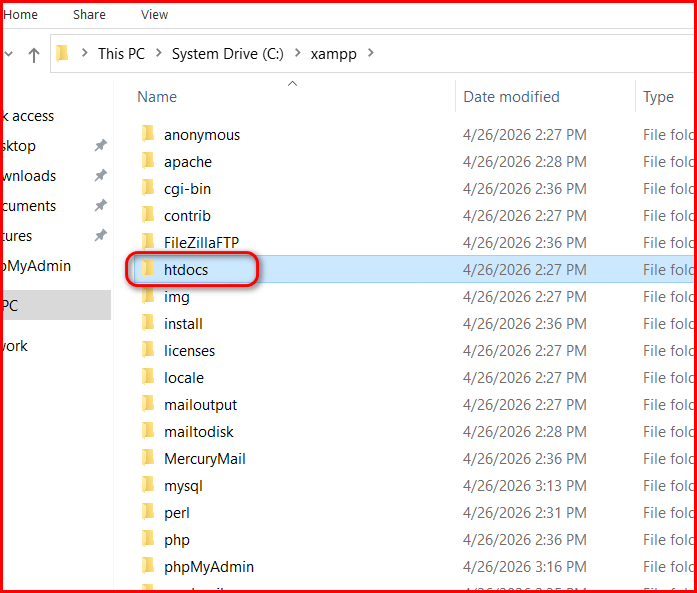 Home Share View
This PC > System Drive (C:) > xampp >
Name Date modified Type
k access
sktop
wnloads
cuments
tures
pMyAdmin
PC
work
anonymous 4/26/2026 2:27 PM File fold
apache 4/26/2026 2:28 PM File fold
cgi-bin 4/26/2026 2:36 PM File fold
contrib 4/26/2026 2:27 PM File fold
FileZillaFTP 4/26/2026 2:36 PM File fold
htdocs 4/26/2026 2:27 PM File fold
img 4/26/2026 2:27 PM File fold
install 4/26/2026 2:36 PM File fold
licenses 4/26/2026 2:27 PM File fold
locale 4/26/2026 2:27 PM File fold
mailoutput 4/26/2026 2:27 PM File fold
mailtodisk 4/26/2026 2:28 PM File fold
MercuryMail 4/26/2026 2:36 PM File fold
mysql 4/26/2026 3:13 PM File fold
perl 4/26/2026 2:31 PM File fold
php 4/26/2026 2:36 PM File fold
phpMyAdmin 4/26/2026 3:16 PM File fold